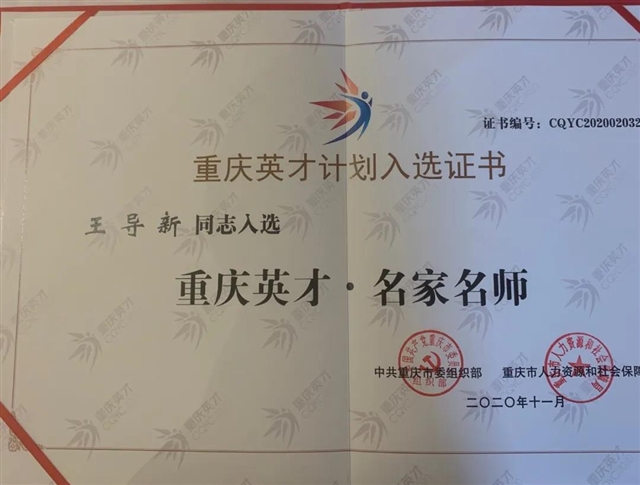 证书编号：CQYC202002032
重庆英才计划入选证书
王导新 同志入选
重庆英才·名家名师
中共重庆市委组织部 重庆市人力资源和社会保障
二〇二〇年十一月